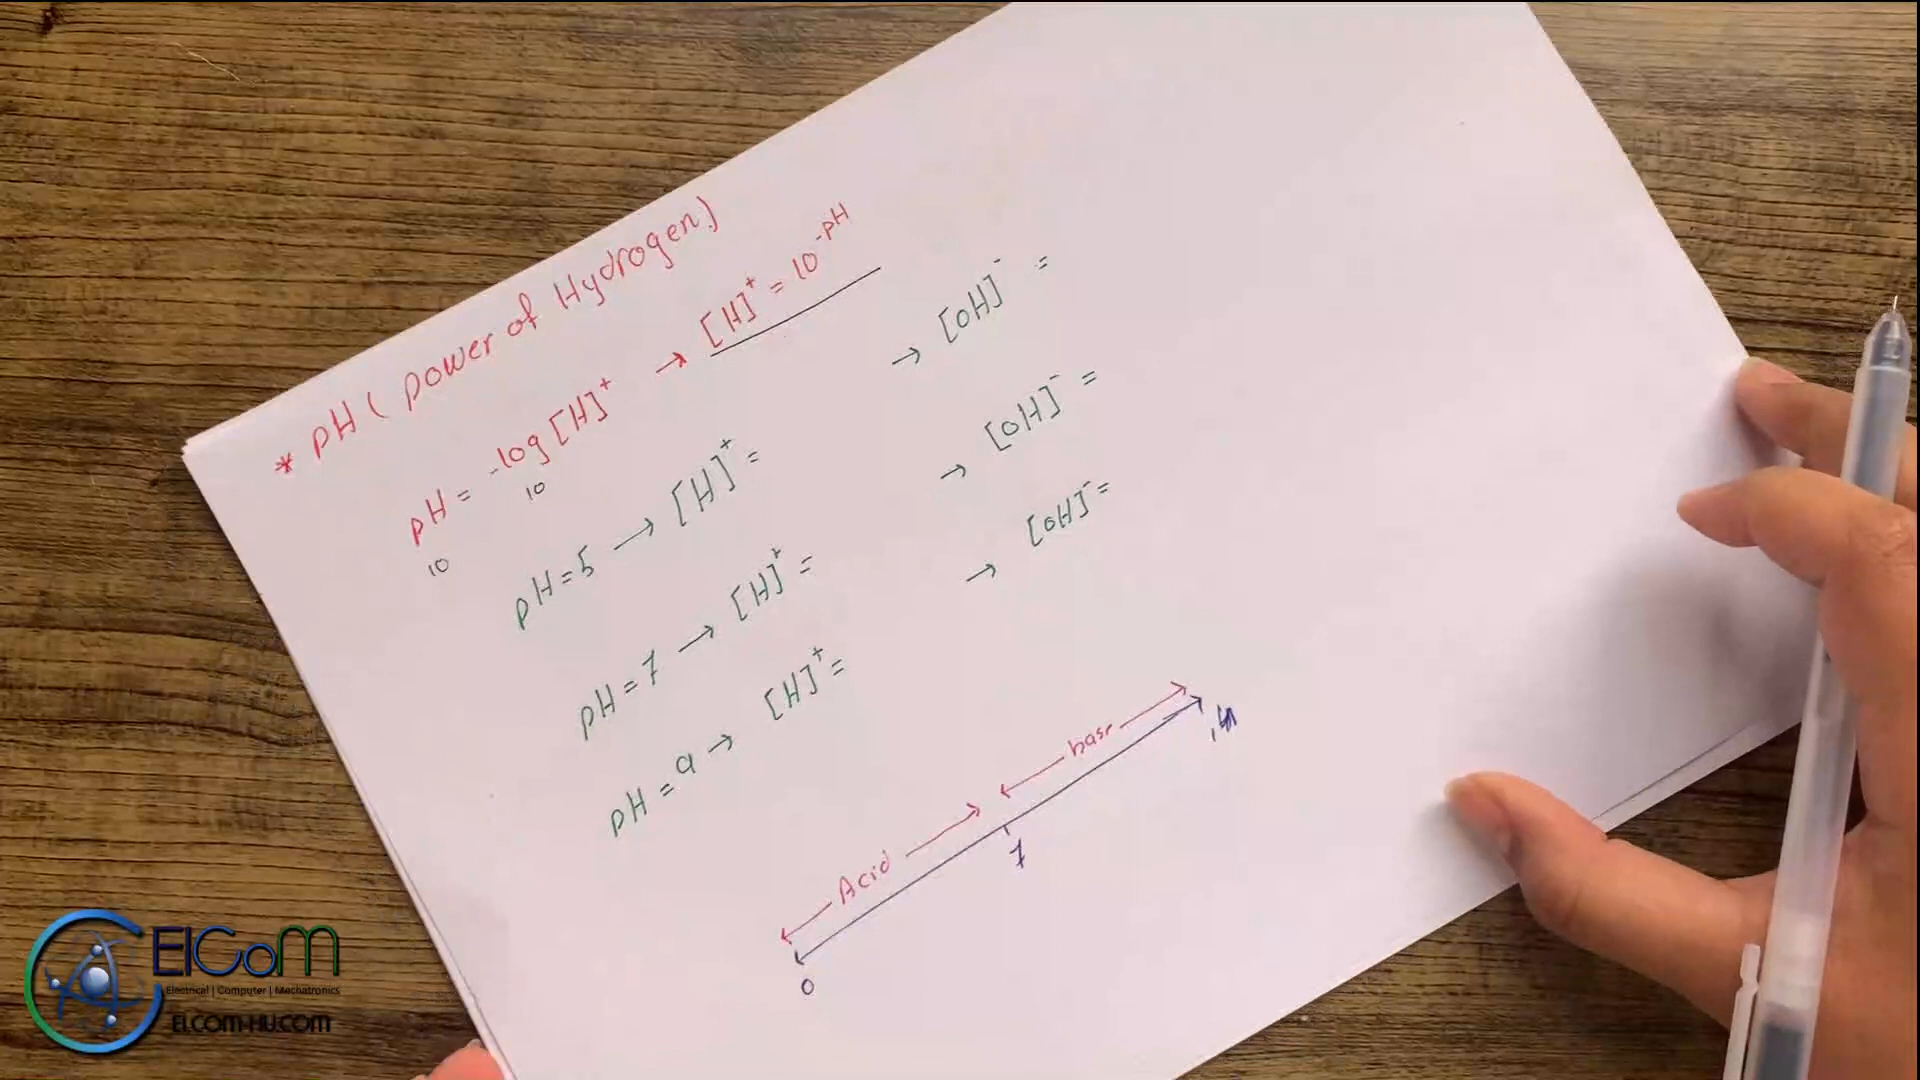 * pH ( power of Hydrogen )
pH = -log [H]⁺ → [H]⁺ = 10⁻ᵖᴴ
10 10
pH = 5 → [H]⁺ = → [OH]⁻ =
pH = 7 → [H]⁺ = → [OH]⁻ =
pH = 9 → [H]⁺ = → [OH]⁻ =
Acid base
0 7 14
ElCoM
Electrical | Computer | Mechatronics
ELCOM-HU.COM